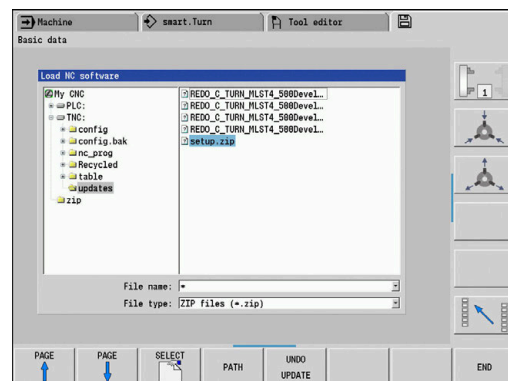 Machine
smart.Turn
Tool editor
Basic data
Load NC software
My CNC
PLC:
TNC:
config
config.bak
nc_prog
Recycled
table
updates
zip
REDO_C_TURN_MLST4_500Devel...
REDO_C_TURN_MLST4_500Devel...
REDO_C_TURN_MLST4_500Devel...
REDO_C_TURN_MLST4_500Devel...
setup.zip
1
File name: *
File type: ZIP files (*.zip)
PAGE
PAGE
SELECT
PATH
UNDO
UPDATE
END